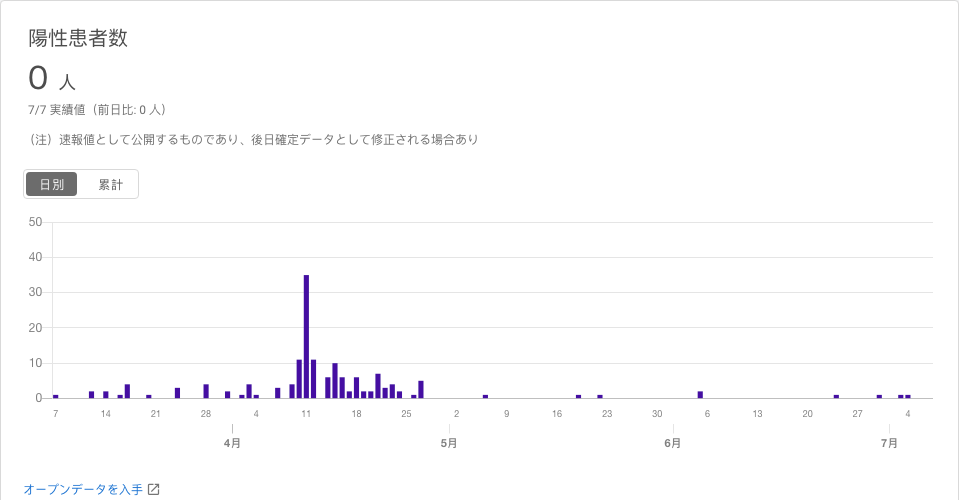 陽性患者数
0 人
7/7 実績値（前日比: 0 人）
（注）速報値として公開するものであり、後日確定データとして修正される場合あり
日別 累計
50
40
30
20
10
0
7 14 21 28 4 11 18 25 2 9 16 23 30 6 13 20 27 4
4月 5月 6月 7月
オープンデータを入手